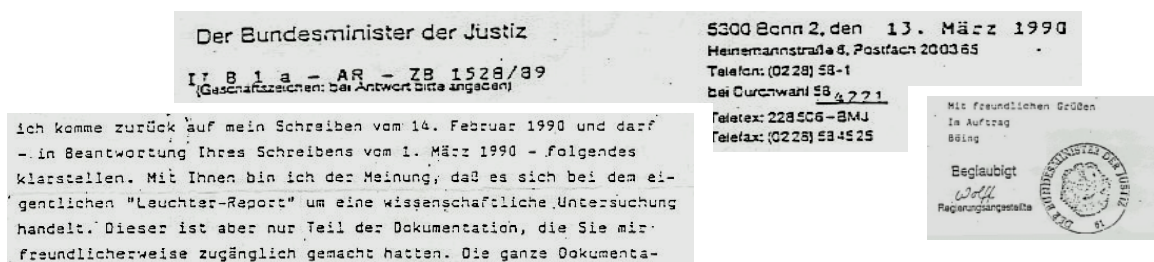 Der Bundesminister der Justiz
II B 1 a - AR - ZB 1528/89
(Geschäftszeichen: bei Antwort bitte angeben)
5300 Bonn 2, den 13. März 1990
Heinemannstraße 6, Postfach 200365
Telefon: (0228) 58-1
bei Durchwahl 58 4771
Teletex: 228506-BMJ
Telefax: (0228) 584525
ich komme zurück auf mein Schreiben vom 14. Februar 1990 und darf
- in Beantwortung Ihres Schreibens vom 1. März 1990 - folgendes
klarstellen. Mit Ihnen bin ich der Meinung, daß es sich bei dem ei-
gentlichen "Leuchter-Report" um eine wissenschaftliche Untersuchung
handelt. Dieser ist aber nur Teil der Dokumentation, die Sie mir
freundlicherweise zugänglich gemacht hatten. Die ganze Dokumenta-
Mit freundlichen Grüßen
Im Auftrag
Böing
Beglaubigt
Wolff
Regierungsangestellte
DER BUNDESMINISTER DER JUSTIZ